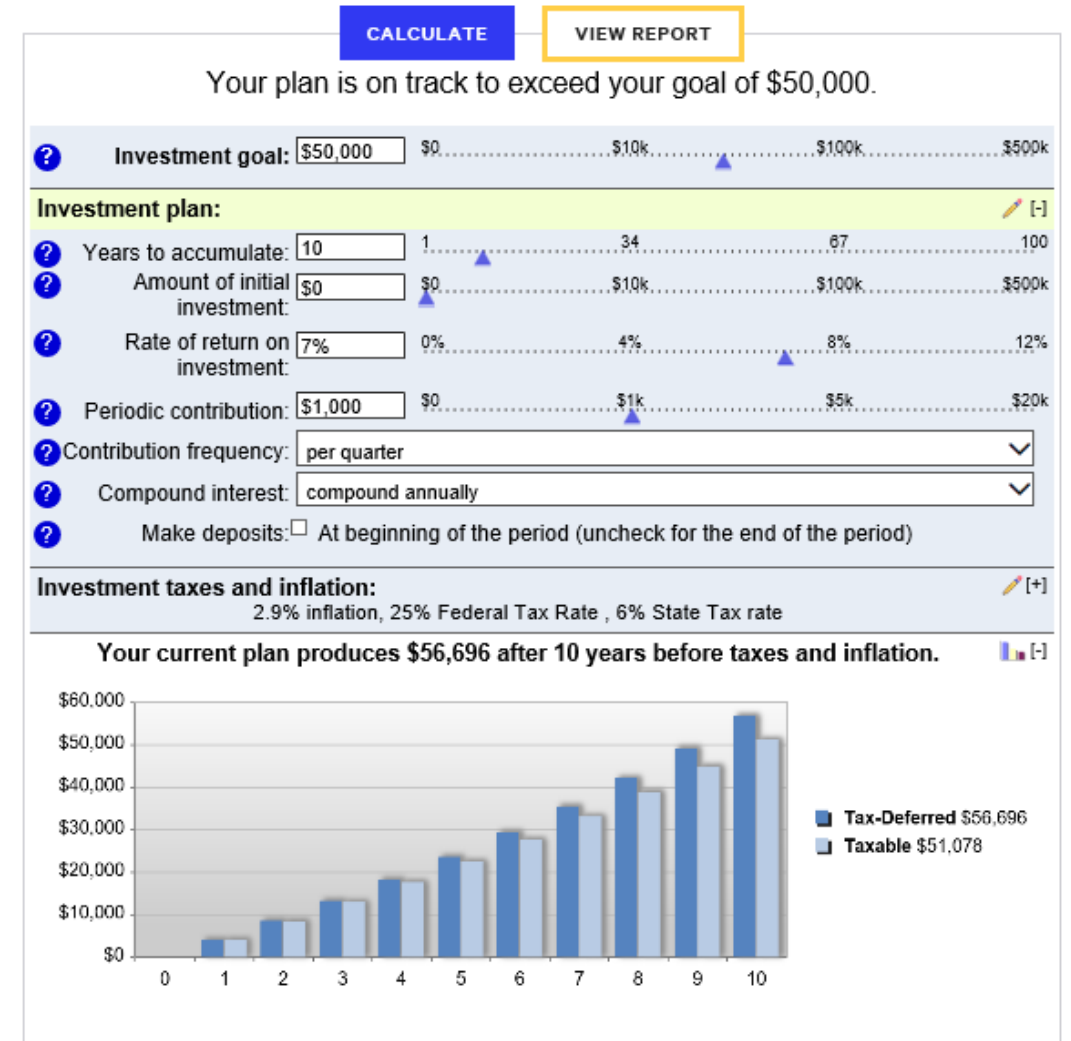 CALCULATE VIEW REPORT
Your plan is on track to exceed your goal of $50,000.
? Investment goal: $50,000 $0 $10k $100k $500k
Investment plan: [-]
? Years to accumulate: 10 1 34 67 100
? Amount of initial
investment: $0 $0 $10k $100k $500k
? Rate of return on
investment: 7% 0% 4% 8% 12%
? Periodic contribution: $1,000 $0 $1k $5k $20k
? Contribution frequency: per quarter
? Compound interest: compound annually
? Make deposits: At beginning of the period (uncheck for the end of the period)
Investment taxes and inflation: [+]
2.9% inflation, 25% Federal Tax Rate , 6% State Tax rate
Your current plan produces $56,696 after 10 years before taxes and inflation. [-]
$60,000
$50,000
$40,000
$30,000
$20,000
$10,000
$0
Tax-Deferred $56,696
Taxable $51,078
0 1 2 3 4 5 6 7 8 9 10